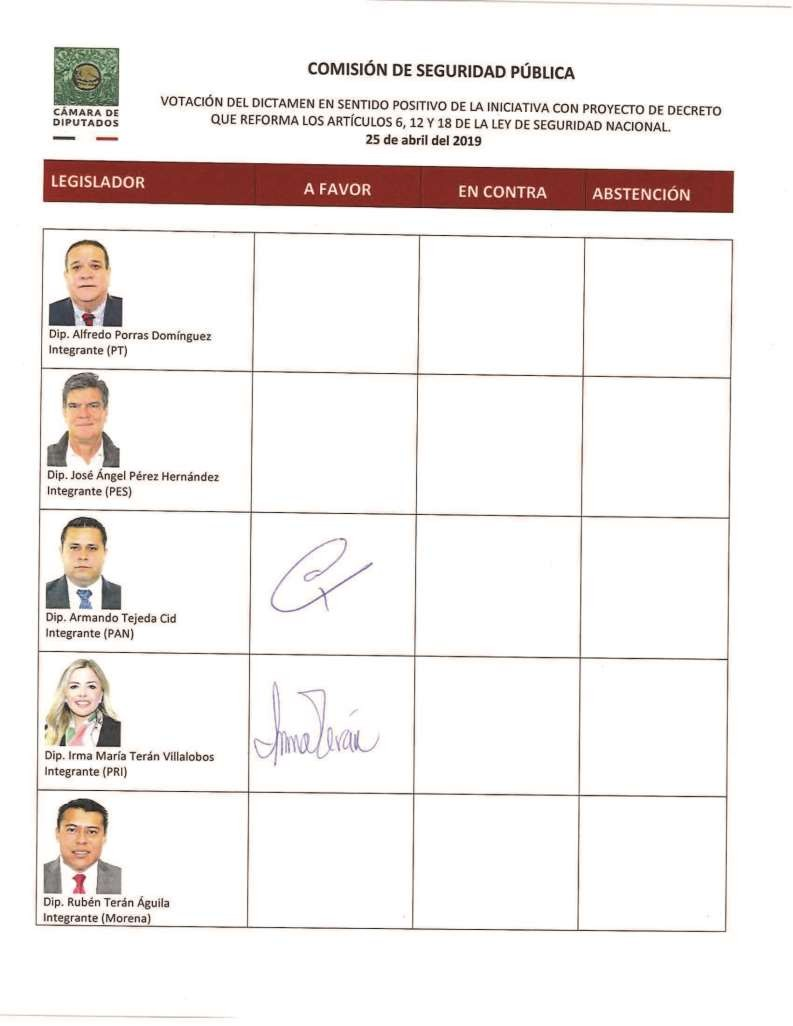 CÁMARA DE
DIPUTADOS
COMISIÓN DE SEGURIDAD PÚBLICA
VOTACIÓN DEL DICTAMEN EN SENTIDO POSITIVO DE LA INICIATIVA CON PROYECTO DE DECRETO
QUE REFORMA LOS ARTÍCULOS 6, 12 Y 18 DE LA LEY DE SEGURIDAD NACIONAL.
25 de abril del 2019
LEGISLADOR A FAVOR EN CONTRA ABSTENCIÓN
Dip. Alfredo Porras Domínguez
Integrante (PT)
Dip. José Ángel Pérez Hernández
Integrante (PES)
Dip. Armando Tejeda Cid
Integrante (PAN)
Irma Terán
Dip. Irma María Terán Villalobos
Integrante (PRI)
Dip. Rubén Terán Águila
Integrante (Morena)